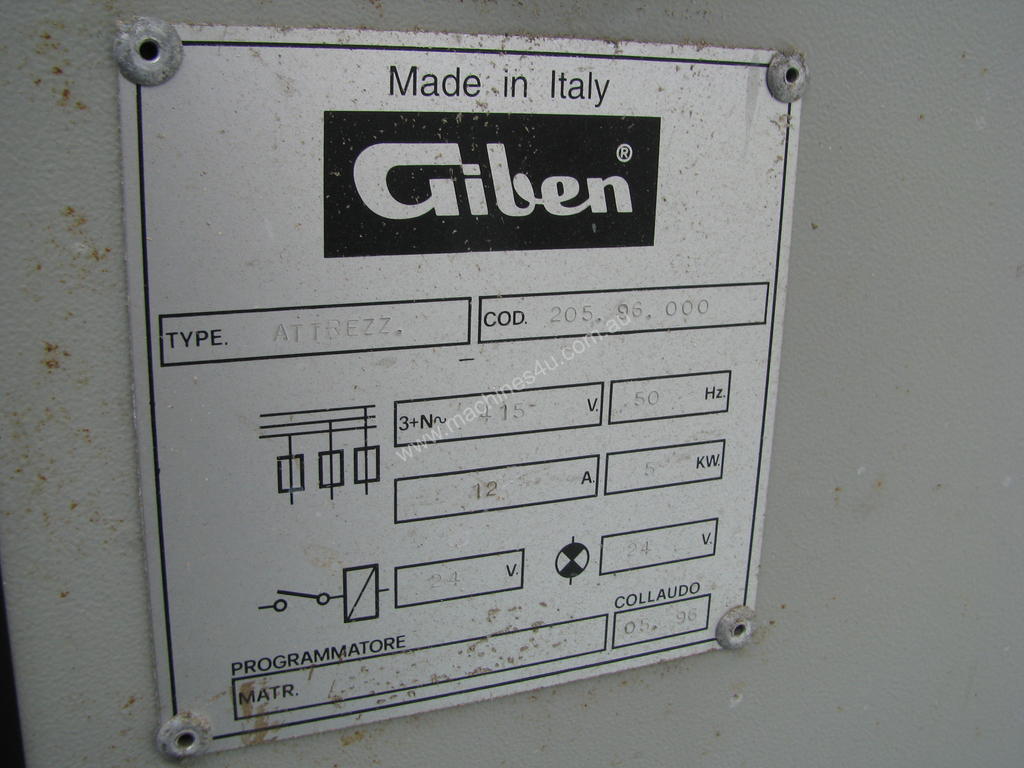 Made in Italy
Giben®
TYPE. ATTREZZ. COD. 205.96.000
3+N~ 415 V. 50 Hz.
12 A. 5 KW.
24 V. 24 V.
PROGRAMMATORE COLLAUDO
MATR. 05. 96
www.machines4u.com.au